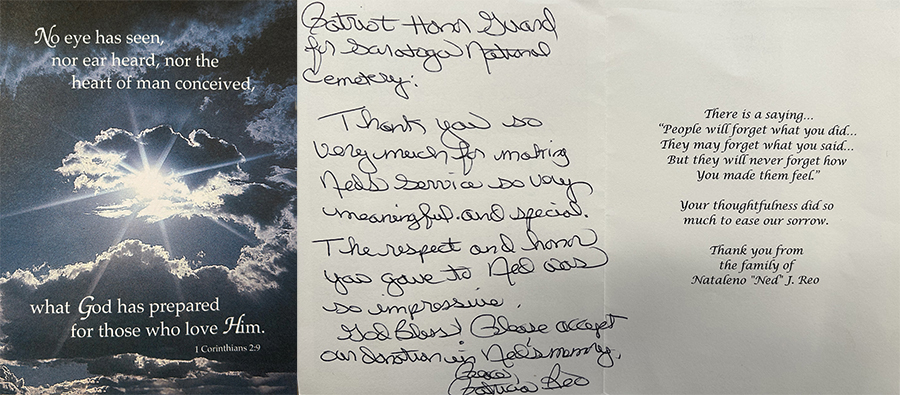 No eye has seen,
nor ear heard, nor the
heart of man conceived,
what God has prepared
for those who love Him.
1 Corinthians 2:9
Patriot Honor Guard
for Saratoga National
Cemetery:
Thank you so
very much for making
Ned's Service so very
meaningful and special.
The respect and honor
you gave to Ned was
so impressive.
God Bless! Please accept
our donation in Ned's memory.
Patricia Reo
There is a saying...
"People will forget what you did...
They may forget what you said...
But they will never forget how
You made them feel."
Your thoughtfulness did so
much to ease our sorrow.
Thank you from
the family of
Nataleno "Ned" J. Reo